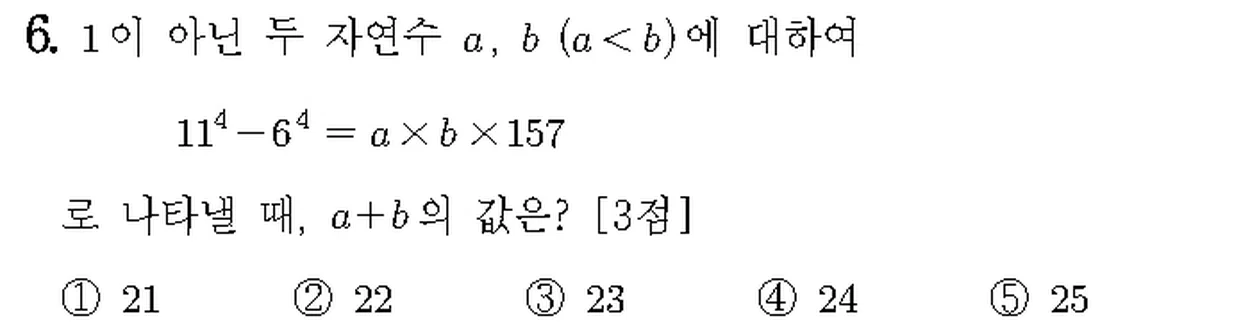 6. 1이 아닌 두 자연수 a, b (a<b)에 대하여
11⁴-6⁴ = a×b×157
로 나타낼 때, a+b의 값은? [3점]
① 21 ② 22 ③ 23 ④ 24 ⑤ 25